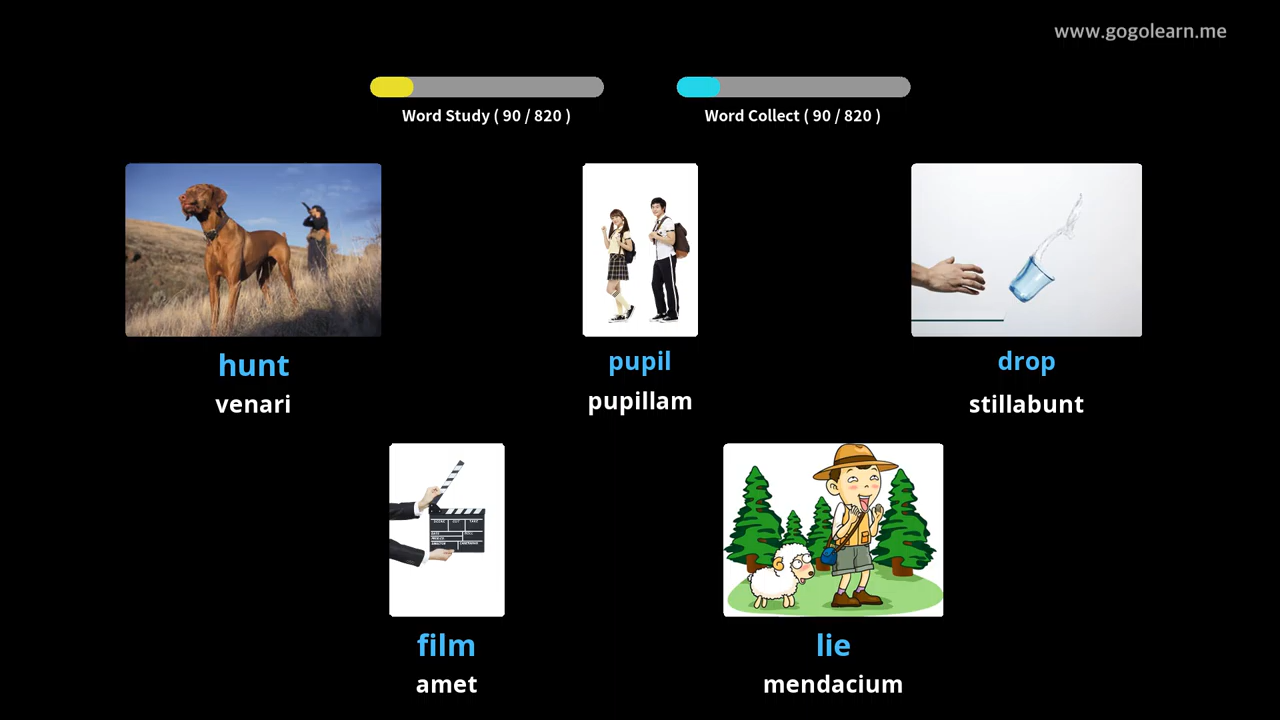 www.gogolearn.me
Word Study ( 90 / 820 )
Word Collect ( 90 / 820 )
hunt
venari
pupil
pupillam
drop
stillabunt
film
amet
lie
mendacium